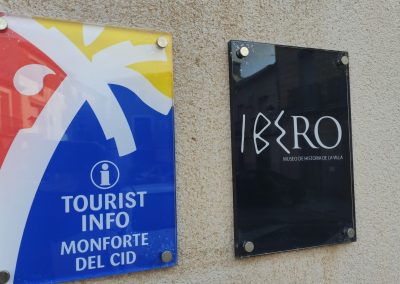 i
TOURIST
INFO
MONFORTE
DEL CID
IBERO
MUSEO DE HISTORIA DE LA VILLA